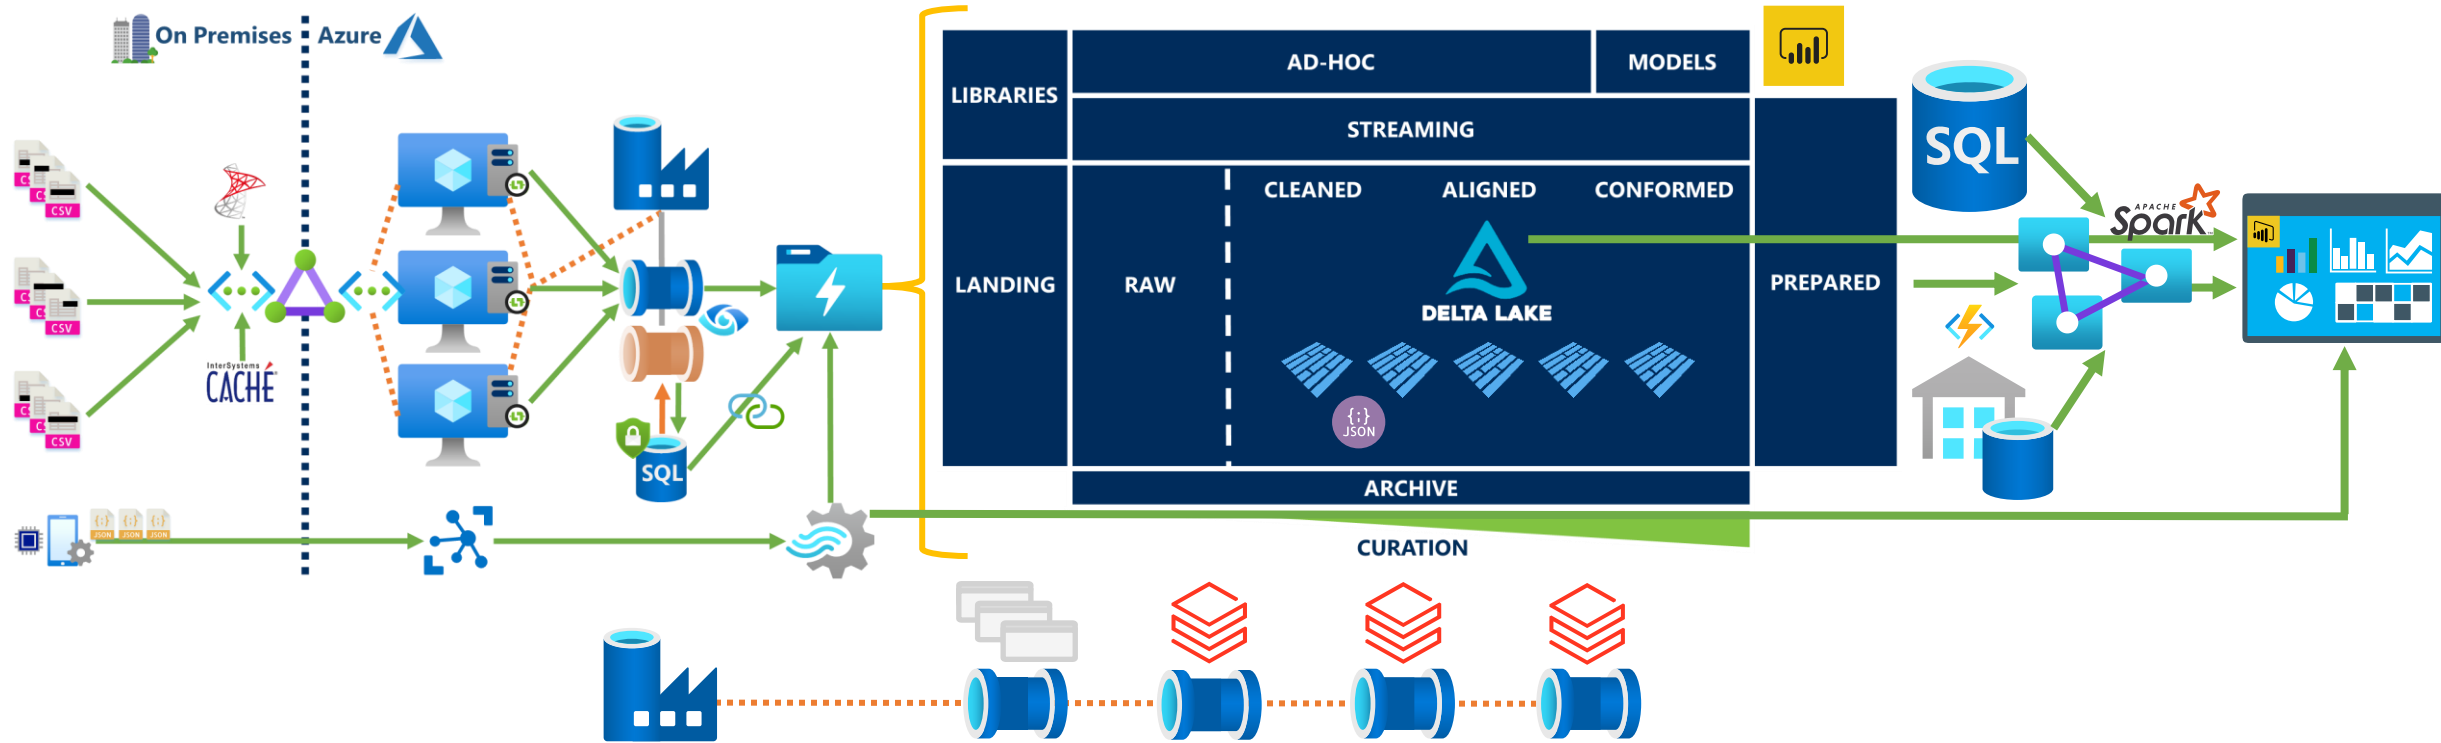 On Premises
Azure
CSV
CSV
CSV
InterSystems
CACHÉ
JSON
JSON
JSON
SQL
LIBRARIES
AD-HOC
MODELS
STREAMING
LANDING
RAW
CLEANED
ALIGNED
CONFORMED
DELTA LAKE
{:}
JSON
PREPARED
ARCHIVE
CURATION
SQL
APACHE
Spark